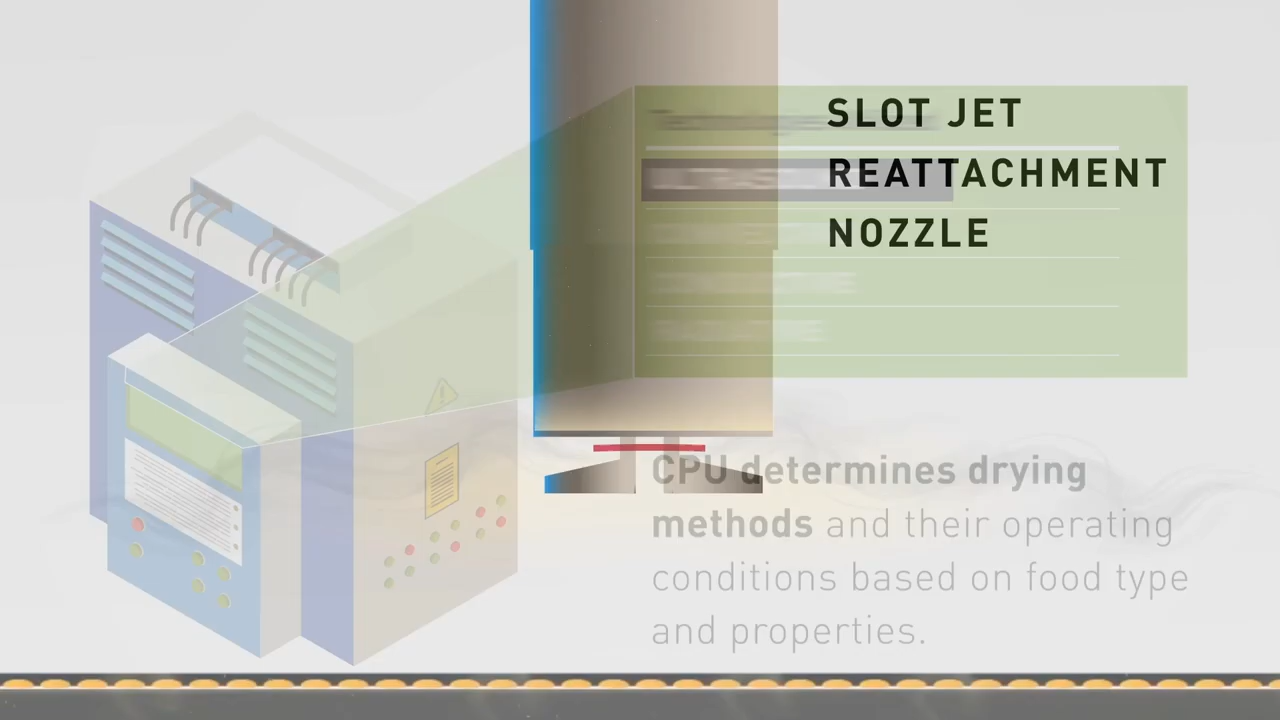 SLOT JET
REATTACHMENT
NOZZLE
CPU determines drying
methods and their operating
conditions based on food type
and properties.